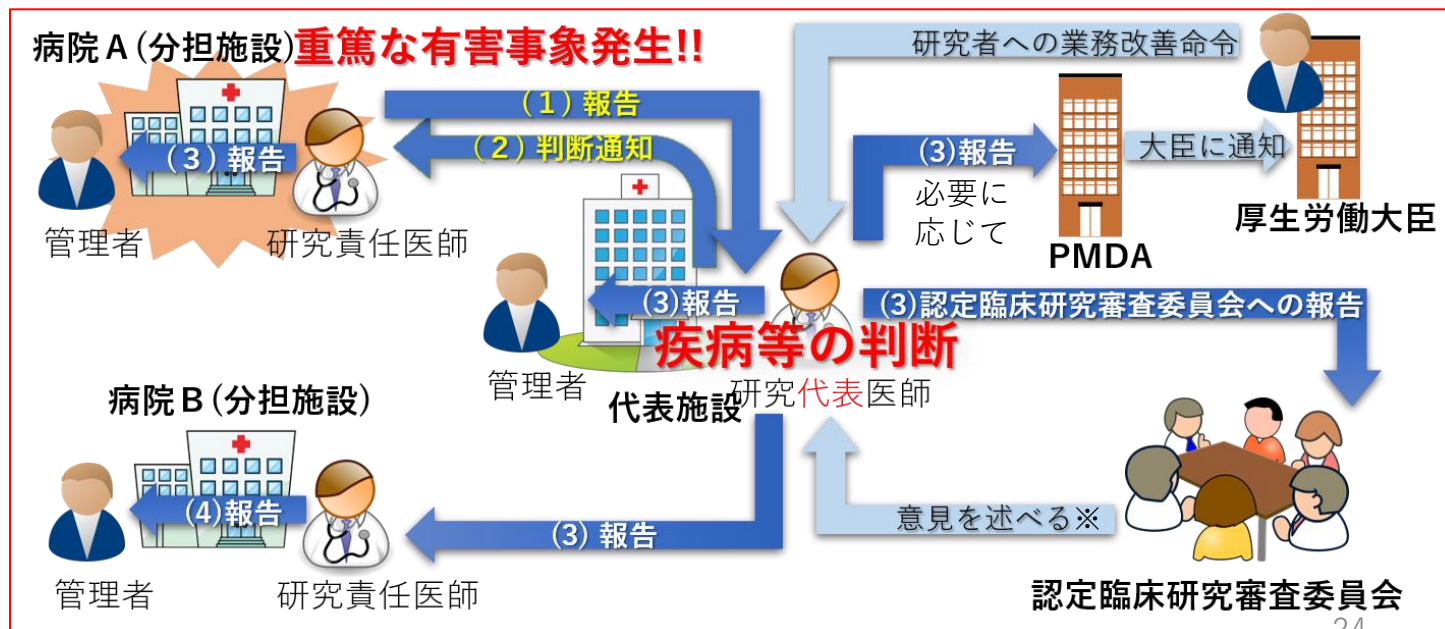 病院A(分担施設)重篤な有害事象発生!!
研究者への業務改善命令
(1)報告
(2)判断通知
(3)報告
管理者
研究責任医師
(3)報告
必要に
応じて
大臣に通知
PMDA
厚生労働大臣
(3)報告
(3)認定臨床研究審査委員会への報告
疾病等の判断
管理者
代表施設
研究代表医師
病院B(分担施設)
(4)報告
管理者
研究責任医師
(3)報告
意見を述べる※
認定臨床研究審査委員会
24